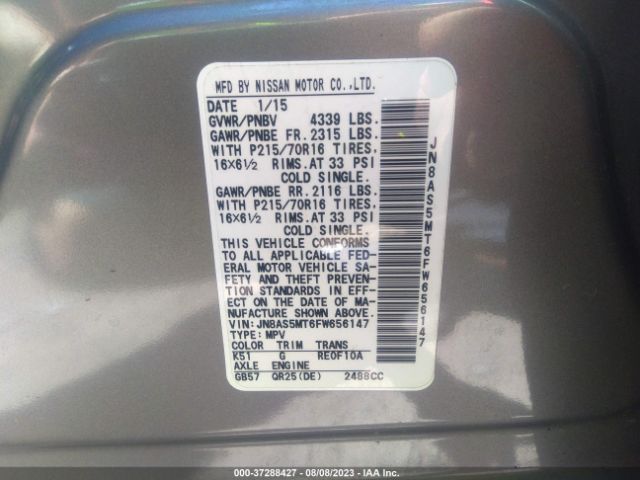 MFD BY NISSAN MOTOR CO.,LTD.
DATE 1/15
GVWR/PNBV 4339 LBS.
GAWR/PNBE FR. 2315 LBS.
WITH P215/70R16 TIRES,
16×6½ RIMS.AT 33 PSI
COLD SINGLE.
GAWR/PNBE RR. 2116 LBS.
WITH P215/70R16 TIRES,
16×6½ RIMS.AT 33 PSI
COLD SINGLE.
THIS VEHICLE CONFORMS
TO ALL APPLICABLE FED-
ERAL MOTOR VEHICLE SA-
FETY AND THEFT PREVEN-
TION STANDARDS IN EFF-
ECT ON THE DATE OF MA-
NUFACTURE SHOWN ABOVE.
VIN:JN8AS5MT6FW656147
TYPE:MPV
COLOR TRIM TRANS
K51 G RE0F10A
AXLE ENGINE
GB57 QR25(DE) 2488CC
JN8AS5MT6FW656147
000-37288427 - 08/08/2023 - IAA Inc.